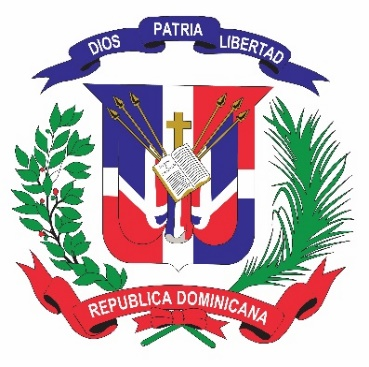 DIOS PATRIA LIBERTAD
REPUBLICA DOMINICANA